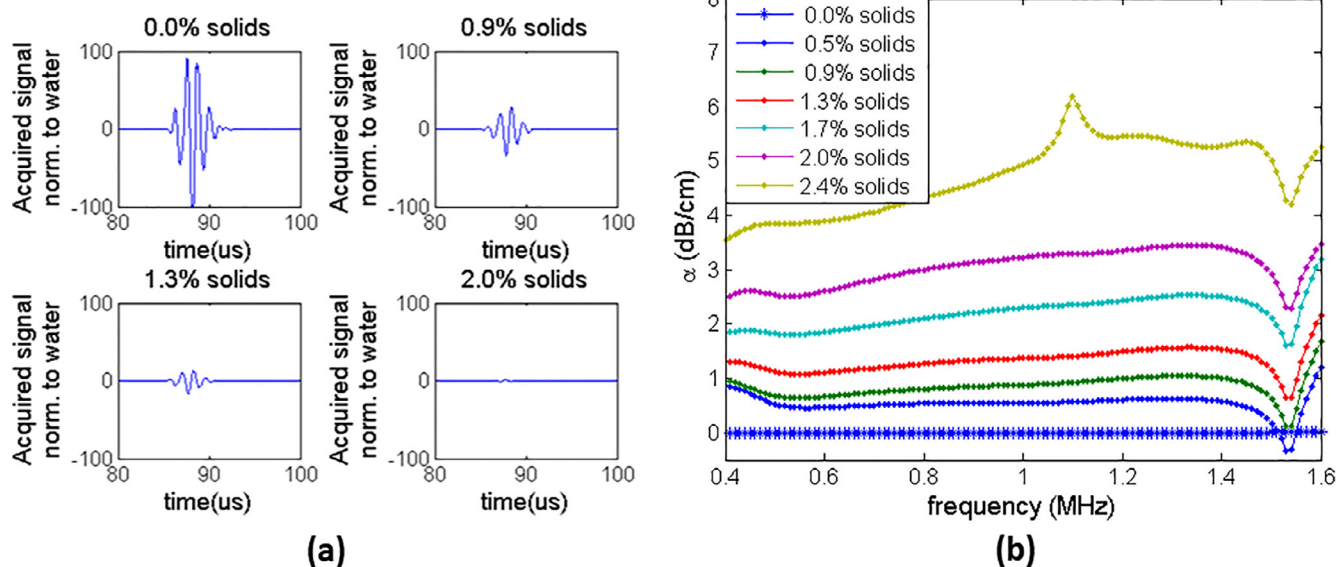 0.0% solids
100
0
-100
80
90
100
time(us)
Acquired signal
norm. to water
0.9% solids
100
0
-100
80
90
100
time(us)
Acquired signal
norm. to water
1.3% solids
100
0
-100
80
90
100
time(us)
Acquired signal
norm. to water
2.0% solids
100
0
-100
80
90
100
time(us)
Acquired signal
norm. to water
(a)
0.0% solids
0.5% solids
0.9% solids
1.3% solids
1.7% solids
2.0% solids
2.4% solids
8
7
6
5
4
3
2
1
0
α (dB/cm)
0.4
0.6
0.8
1
1.2
1.4
1.6
frequency (MHz)
(b)